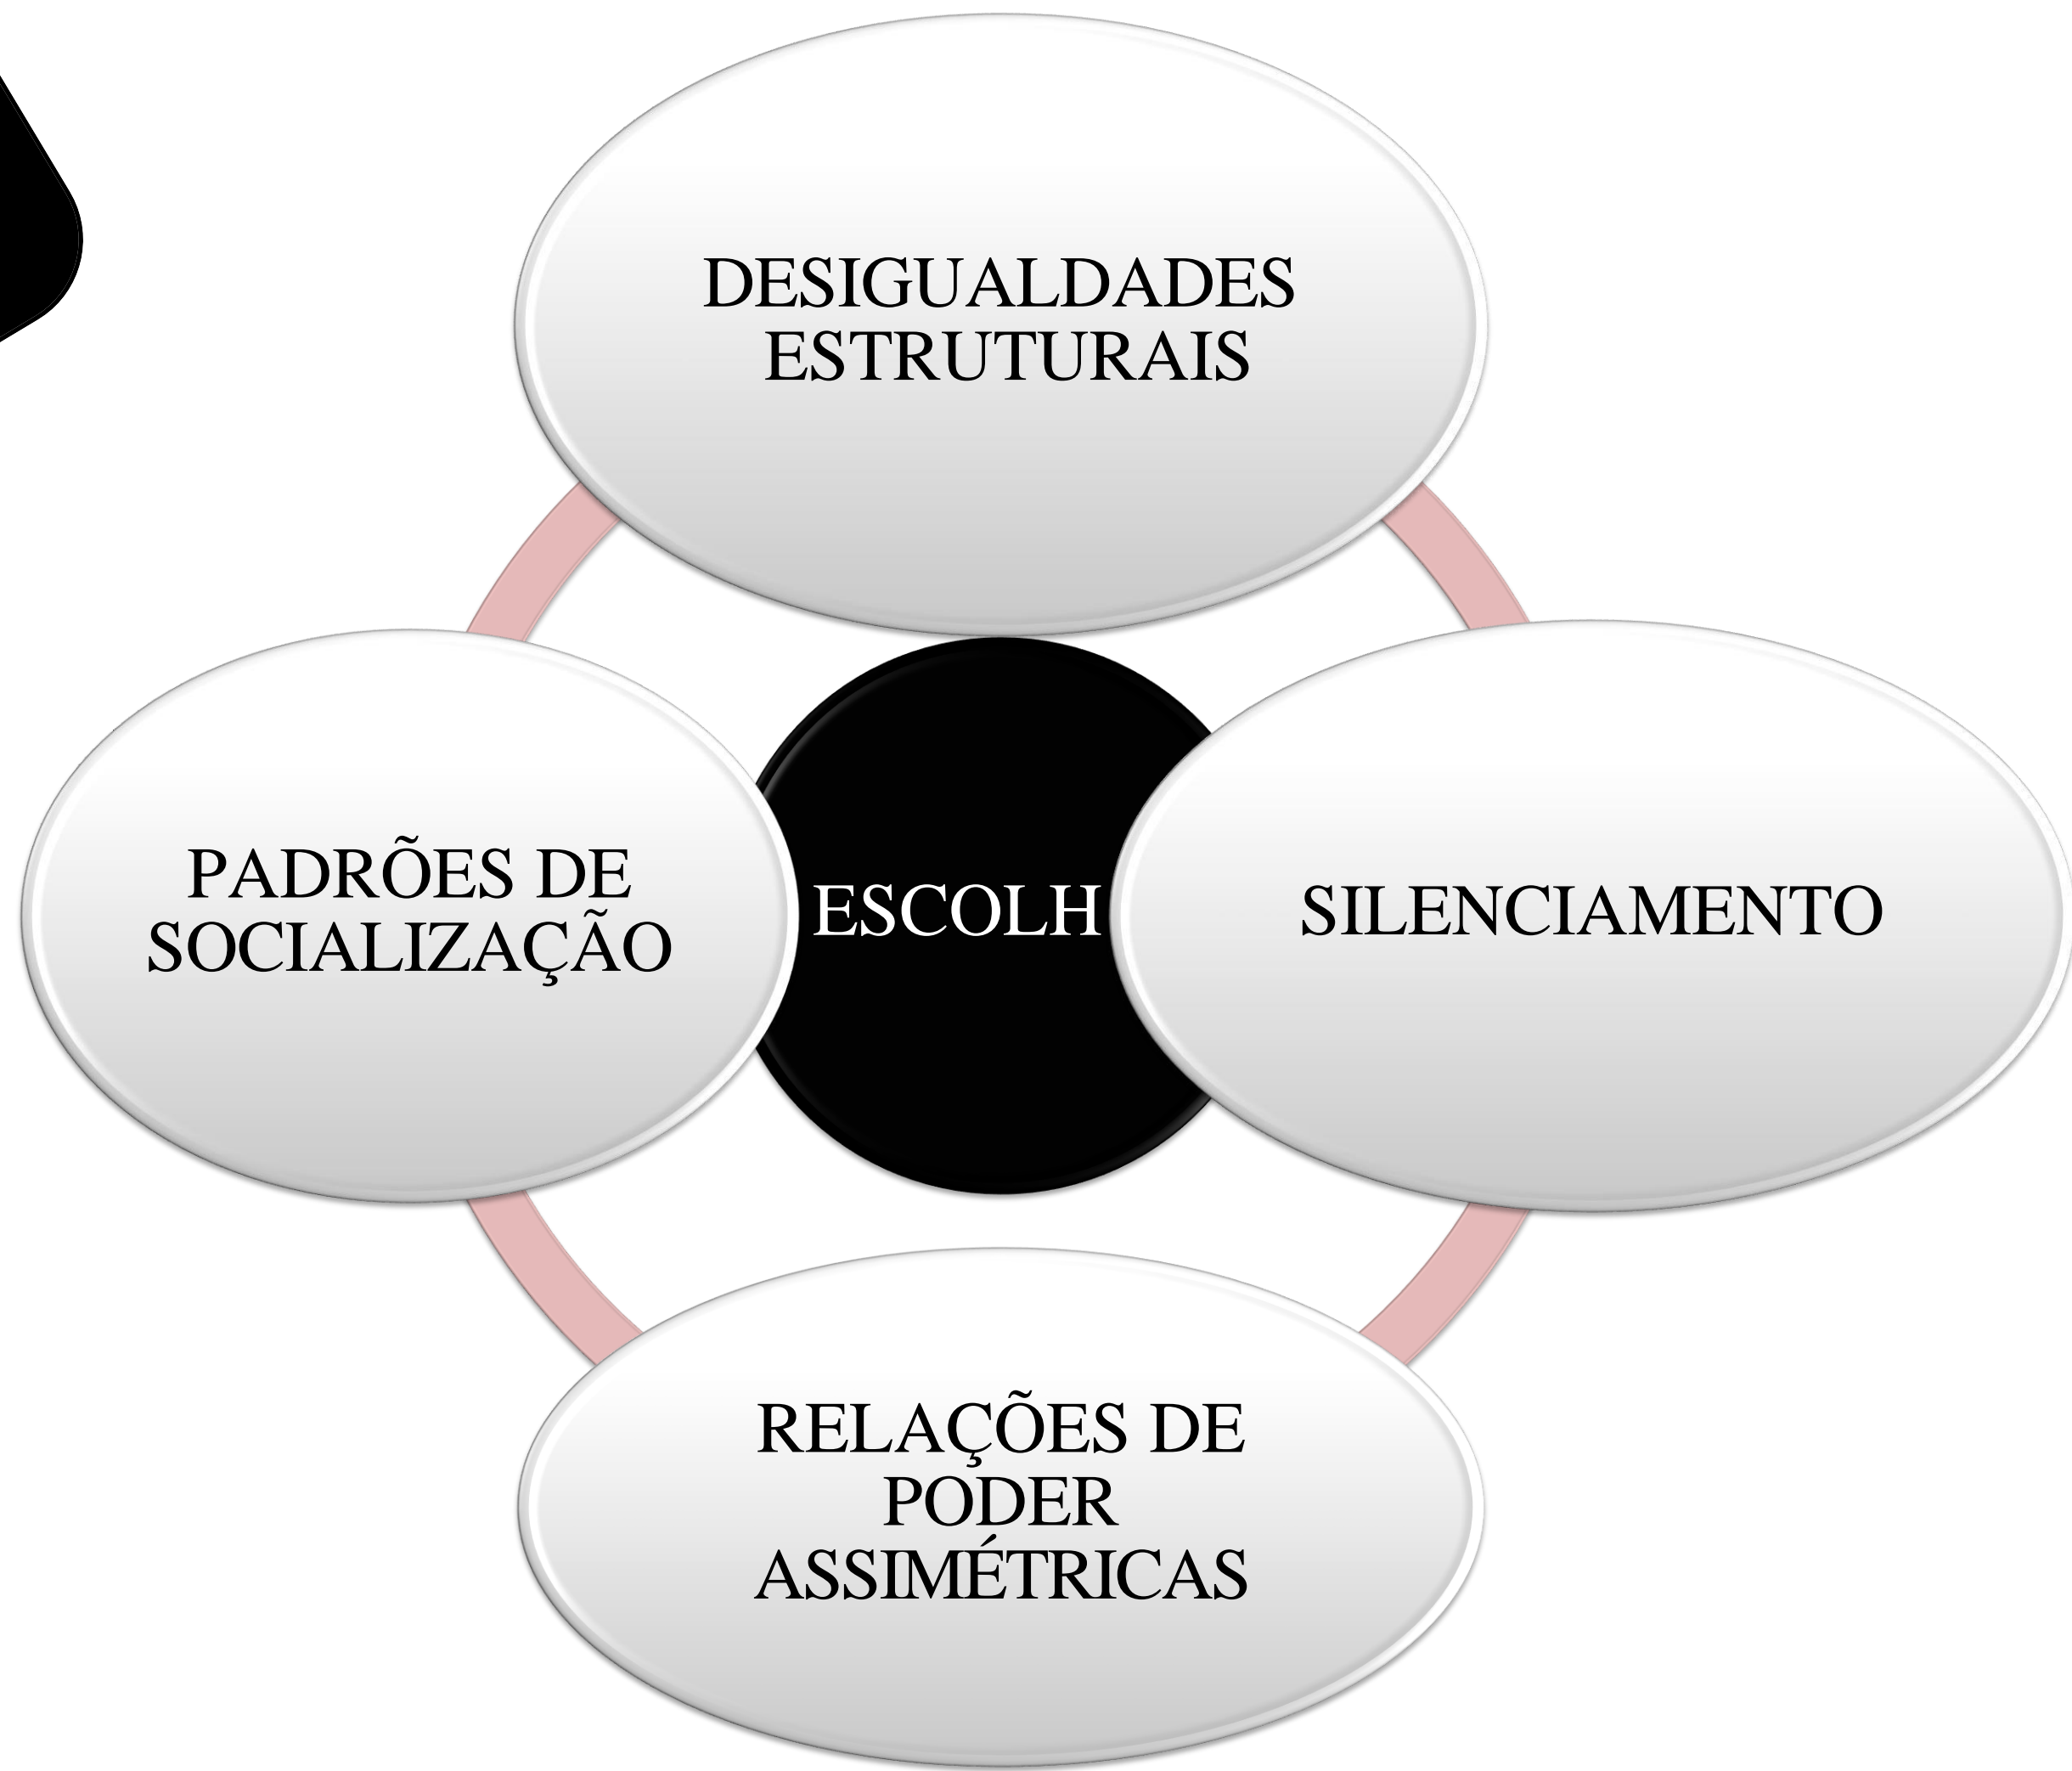 DESIGUALDADES
ESTRUTURAIS
PADRÕES DE
SOCIALIZAÇÃO
ESCOLH
SILENCIAMENTO
RELAÇÕES DE
PODER
ASSIMÉTRICAS